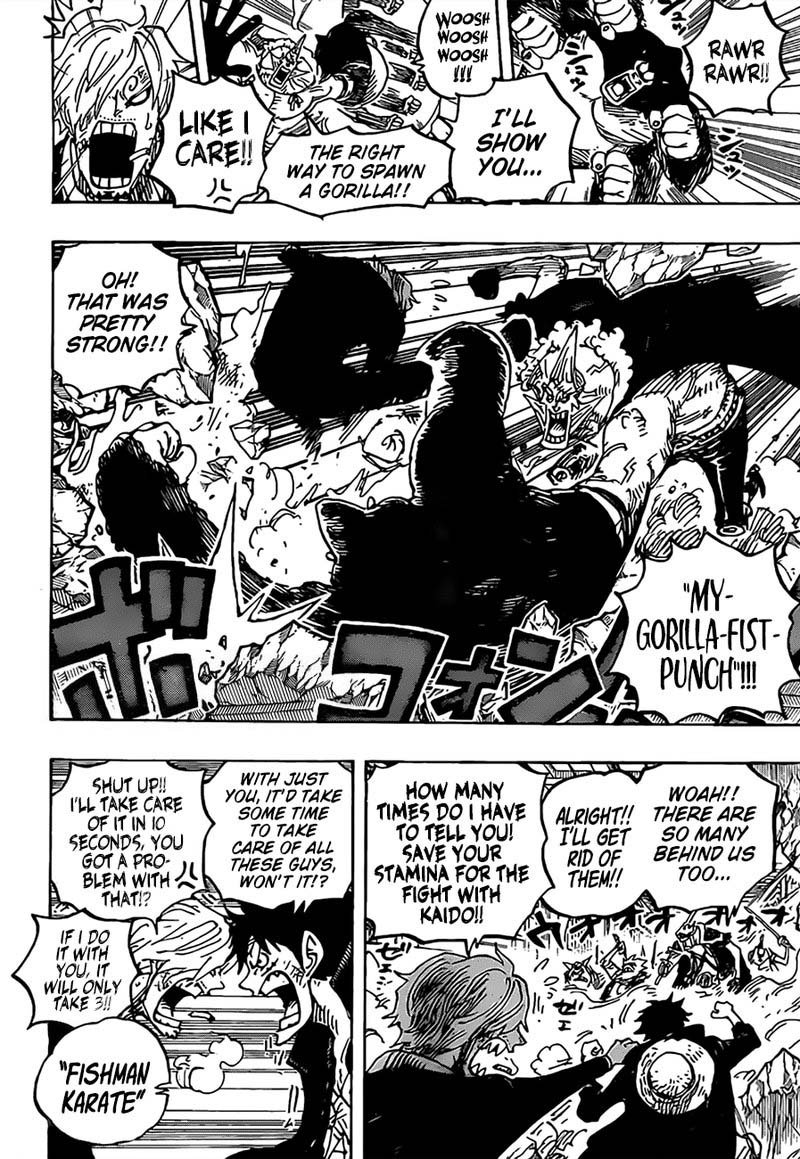 RAWR
RAWR!!
I'LL
SHOW
YOU...
WOOSH
WOOSH
WOOSH
!!!
THE RIGHT
WAY TO SPAWN
A GORILLA!!
LIKE I
CARE!!
OH!
THAT WAS
PRETTY
STRONG!!
"MY-
GORILLA-FIST-
PUNCH"!!!
ボコォン
WOAH!!
THERE ARE
SO MANY
BEHIND US
TOO...
ALRIGHT!!
I'LL GET
RID OF
THEM!!
HOW MANY
TIMES DO I HAVE
TO TELL YOU!
SAVE YOUR
STAMINA FOR THE
FIGHT WITH
KAIDO!!
WITH JUST
YOU, IT'D TAKE
SOME TIME
TO TAKE
CARE OF ALL
THESE GUYS,
WON'T IT!?
SHUT UP!!
I'LL TAKE CARE
OF IT IN 10
SECONDS, YOU
GOT A PRO-
BLEM WITH
THAT!?
IF I DO
IT WITH
YOU, IT
WILL ONLY
TAKE 3!!
"FISHMAN
KARATE"